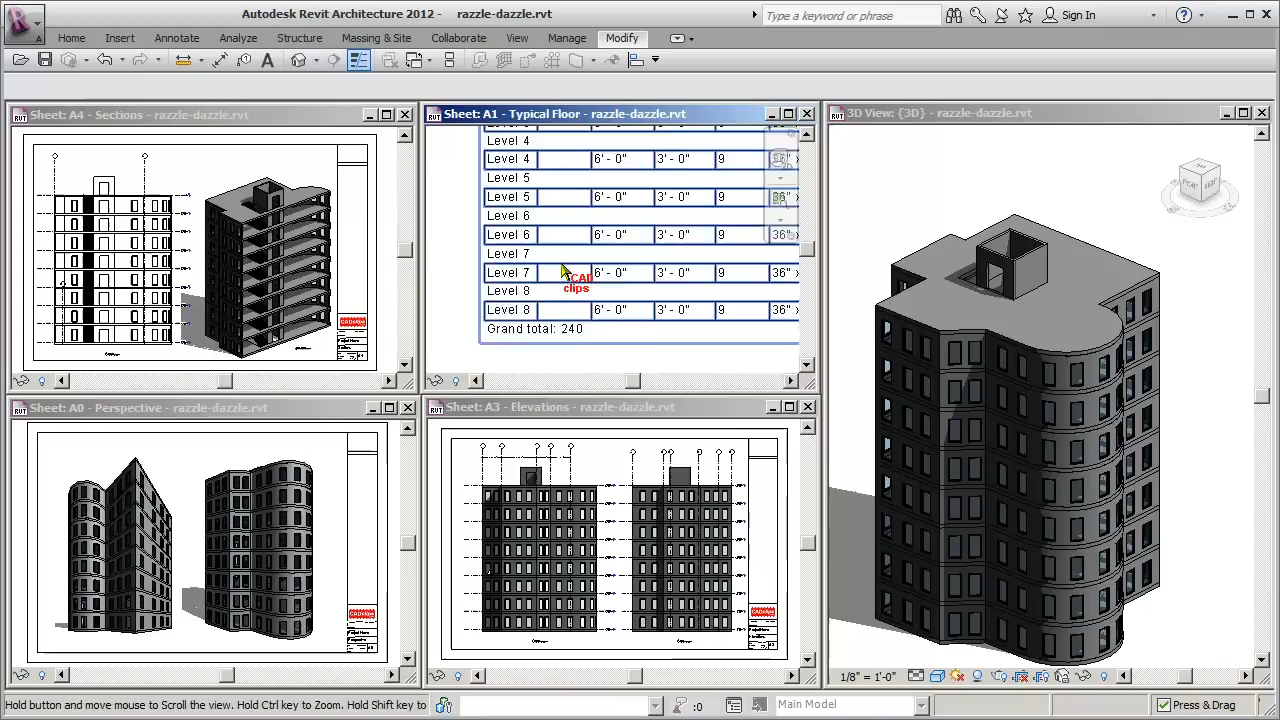 Autodesk Revit Architecture 2012 - razzle-dazzle.rvt
Type a keyword or phrase
Sign In
Home Insert Annotate Analyze Structure Massing & Site Collaborate View Manage Modify
Sheet: A4 - Sections - razzle-dazzle.rvt
Sheet: A1 - Typical Floor - razzle-dazzle.rvt
Level 4
Level 4 6' - 0" 3' - 0" 9
Level 5
Level 5 6' - 0" 3' - 0" 9 36" x
Level 6
Level 6 6' - 0" 3' - 0" 9 36"
Level 7
Level 7 6' - 0" 3' - 0" 9 36" x
CAD
clips
Level 8
Level 8 6' - 0" 3' - 0" 9 36" x
Grand total: 240
3D View: {3D} - razzle-dazzle.rvt
Sheet: A0 - Perspective - razzle-dazzle.rvt
Sheet: A3 - Elevations - razzle-dazzle.rvt
1/8" = 1'-0"
Hold button and move mouse to Scroll the view. Hold Ctrl key to Zoom. Hold Shift key to
:0
Main Model
Press & Drag